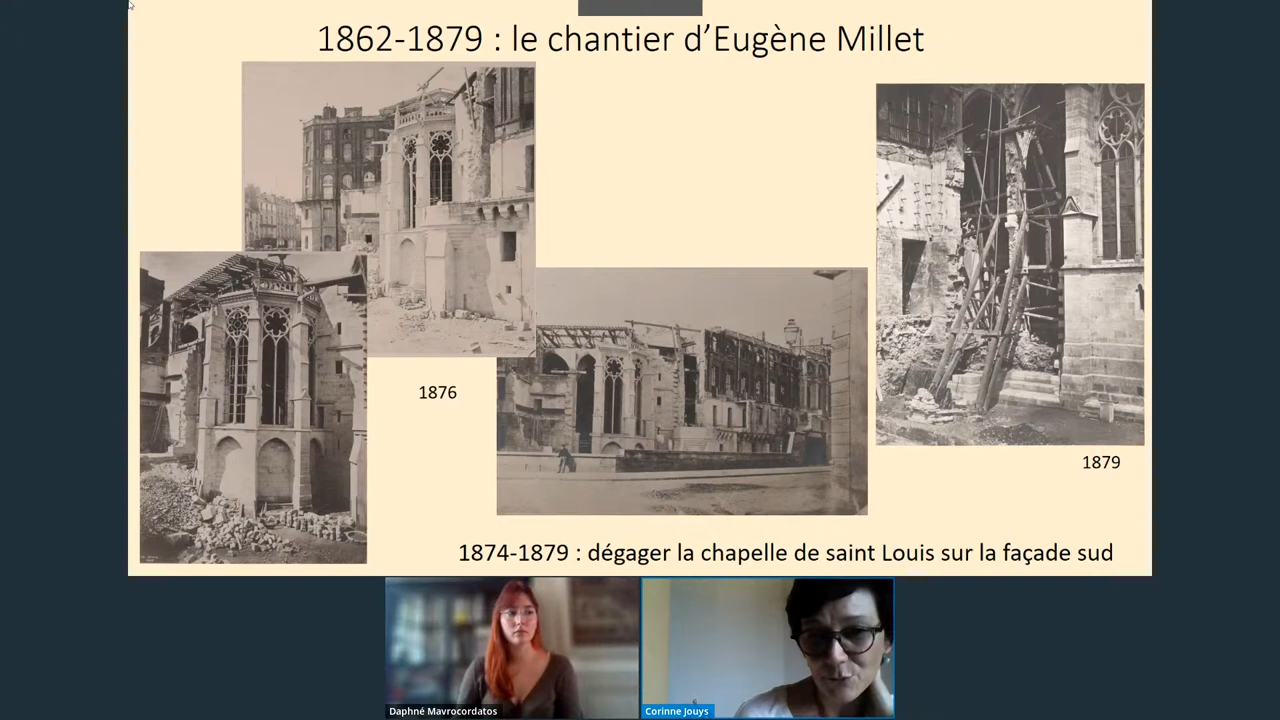 1862-1879 : le chantier d’Eugène Millet
1876
1879
1874-1879 : dégager la chapelle de saint Louis sur la façade sud
Daphné Mavrocordatos
Corinne Jouys